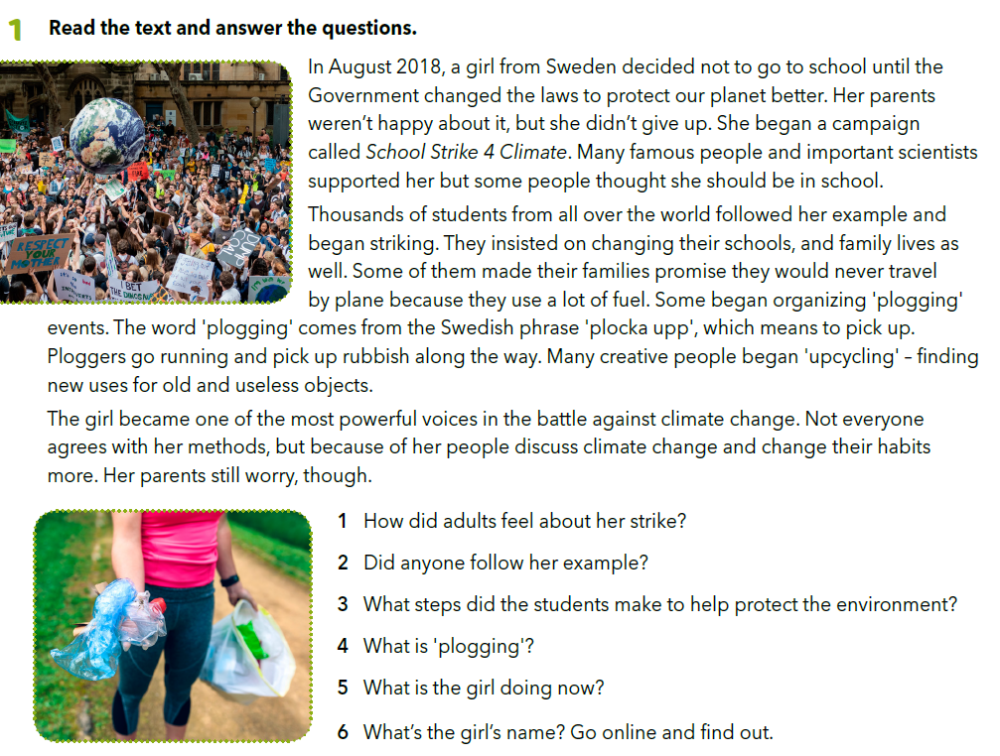 1 Read the text and answer the questions.
In August 2018, a girl from Sweden decided not to go to school until the
Government changed the laws to protect our planet better. Her parents
weren't happy about it, but she didn't give up. She began a campaign
called School Strike 4 Climate. Many famous people and important scientists
supported her but some people thought she should be in school.
Thousands of students from all over the world followed her example and
began striking. They insisted on changing their schools, and family lives as
well. Some of them made their families promise they would never travel
by plane because they use a lot of fuel. Some began organizing 'plogging'
events. The word 'plogging' comes from the Swedish phrase 'plocka upp', which means to pick up.
Ploggers go running and pick up rubbish along the way. Many creative people began 'upcycling' – finding
new uses for old and useless objects.
The girl became one of the most powerful voices in the battle against climate change. Not everyone
agrees with her methods, but because of her people discuss climate change and change their habits
more. Her parents still worry, though.
RESPECT
YOUR
MOTHER
I BET
THE DINOSAURS
1 How did adults feel about her strike?
2 Did anyone follow her example?
3 What steps did the students make to help protect the environment?
4 What is 'plogging'?
5 What is the girl doing now?
6 What's the girl's name? Go online and find out.